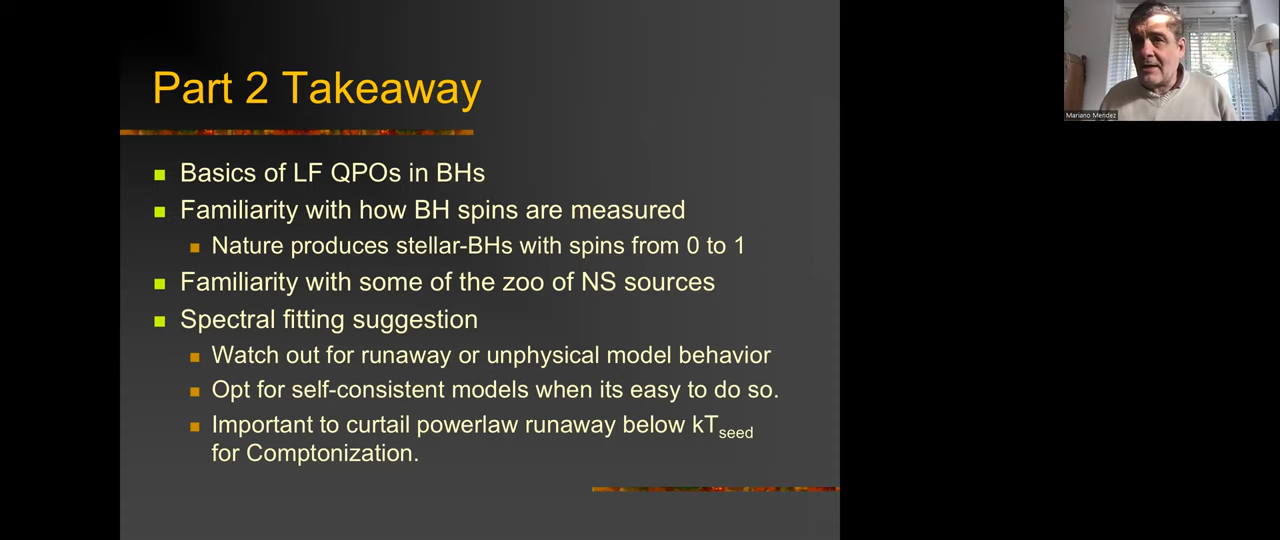 Part 2 Takeaway
Basics of LF QPOs in BHs
Familiarity with how BH spins are measured
Nature produces stellar-BHs with spins from 0 to 1
Familiarity with some of the zoo of NS sources
Spectral fitting suggestion
Watch out for runaway or unphysical model behavior
Opt for self-consistent models when its easy to do so.
Important to curtail powerlaw runaway below kTseed
for Comptonization.
Mariano Mendez